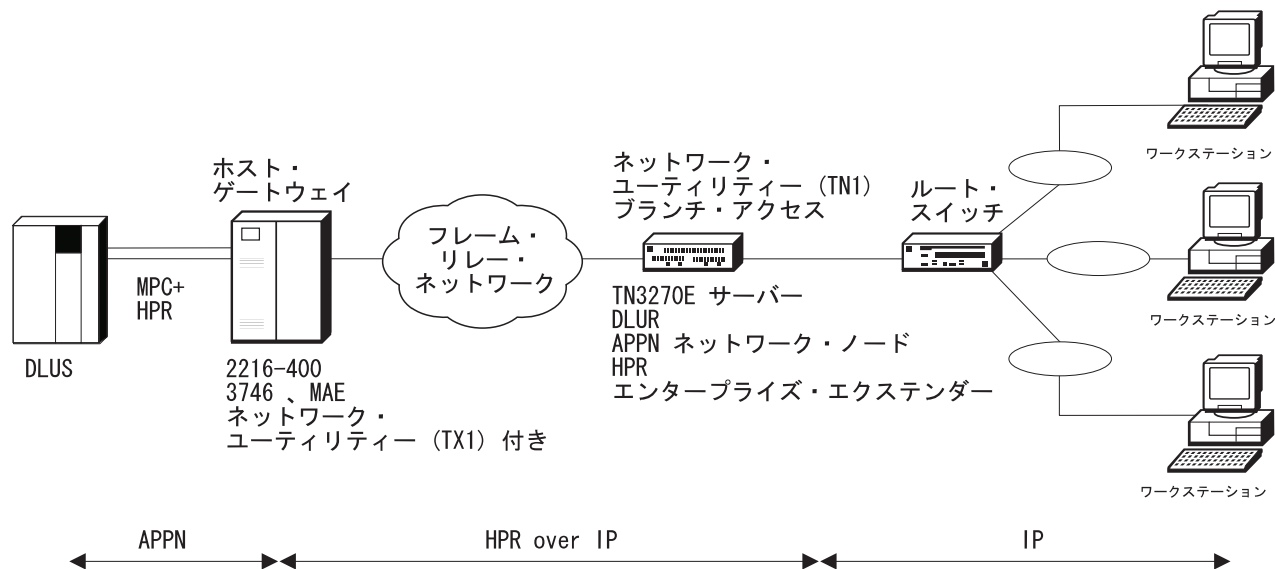 DLUS
MPC+
HPR
ホスト・
ゲートウェイ
2216-400
3746 、MAE
ネットワーク・
ユーティリティー (TX1) 付き
フレーム・
リレー・
ネットワーク
ネットワーク・
ユーティリティー (TN1)
ブランチ・アクセス
TN3270E サーバー
DLUR
APPN ネットワーク・ノード
HPR
エンタープライズ・エクステンダー
ルート・
スイッチ
ワークステーション
ワークステーション
ワークステーション
APPN
HPR over IP
IP